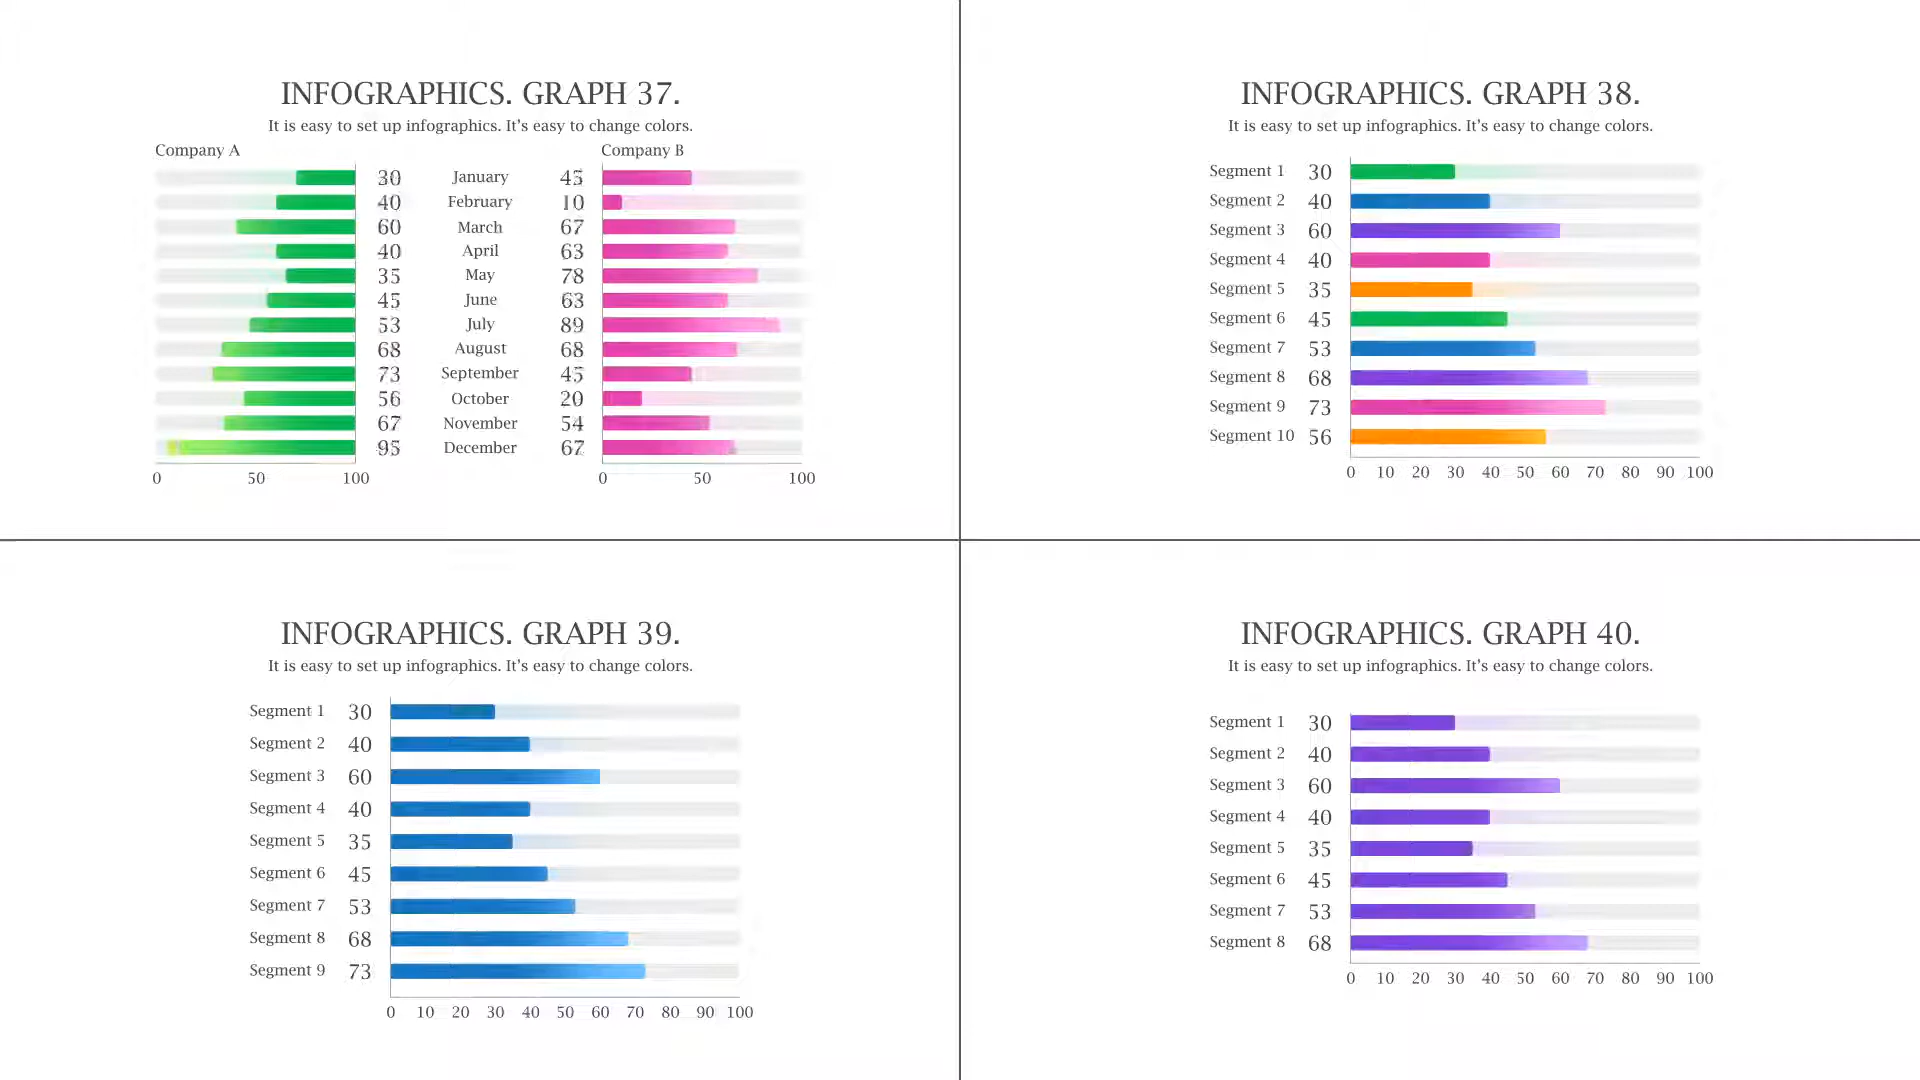 INFOGRAPHICS. GRAPH 37.
It is easy to set up infographics. It's easy to change colors.
Company A Company B
30 January 45
40 February 10
60 March 67
40 April 63
35 May 78
45 June 63
53 July 89
68 August 68
73 September 45
56 October 20
67 November 54
95 December 67
0 50 100 0 50 100
INFOGRAPHICS. GRAPH 38.
It is easy to set up infographics. It's easy to change colors.
Segment 1 30
Segment 2 40
Segment 3 60
Segment 4 40
Segment 5 35
Segment 6 45
Segment 7 53
Segment 8 68
Segment 9 73
Segment 10 56
0 10 20 30 40 50 60 70 80 90 100
INFOGRAPHICS. GRAPH 39.
It is easy to set up infographics. It's easy to change colors.
Segment 1 30
Segment 2 40
Segment 3 60
Segment 4 40
Segment 5 35
Segment 6 45
Segment 7 53
Segment 8 68
Segment 9 73
0 10 20 30 40 50 60 70 80 90 100
INFOGRAPHICS. GRAPH 40.
It is easy to set up infographics. It's easy to change colors.
Segment 1 30
Segment 2 40
Segment 3 60
Segment 4 40
Segment 5 35
Segment 6 45
Segment 7 53
Segment 8 68
0 10 20 30 40 50 60 70 80 90 100